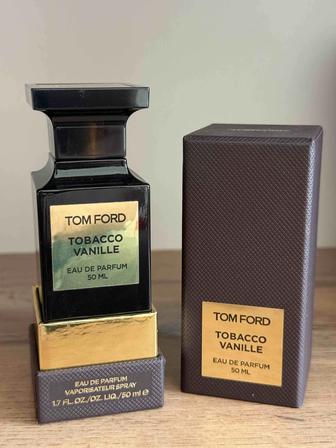 TOM FORD
TOBACCO
VANILLE
EAU DE PARFUM
50 ML
EAU DE PARFUM
VAPORISATEUR SPRAY
1.7 FL.OZ./OZ. LIQ./50 ml e
TOM FORD
TOBACCO
VANILLE
EAU DE PARFUM
50 ML